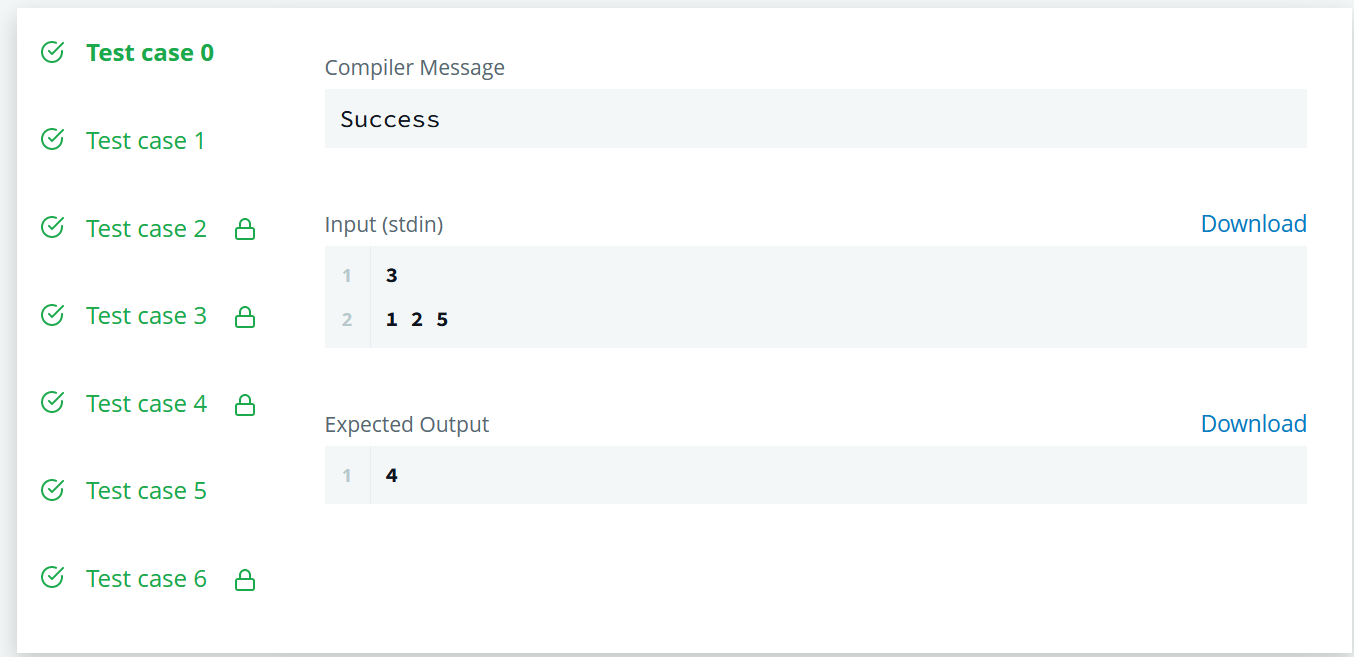 Test case 0
Test case 1
Test case 2
Test case 3
Test case 4
Test case 5
Test case 6
Compiler Message
Success
Input (stdin)
Download
1 3
2 1 2 5
Expected Output
Download
1 4